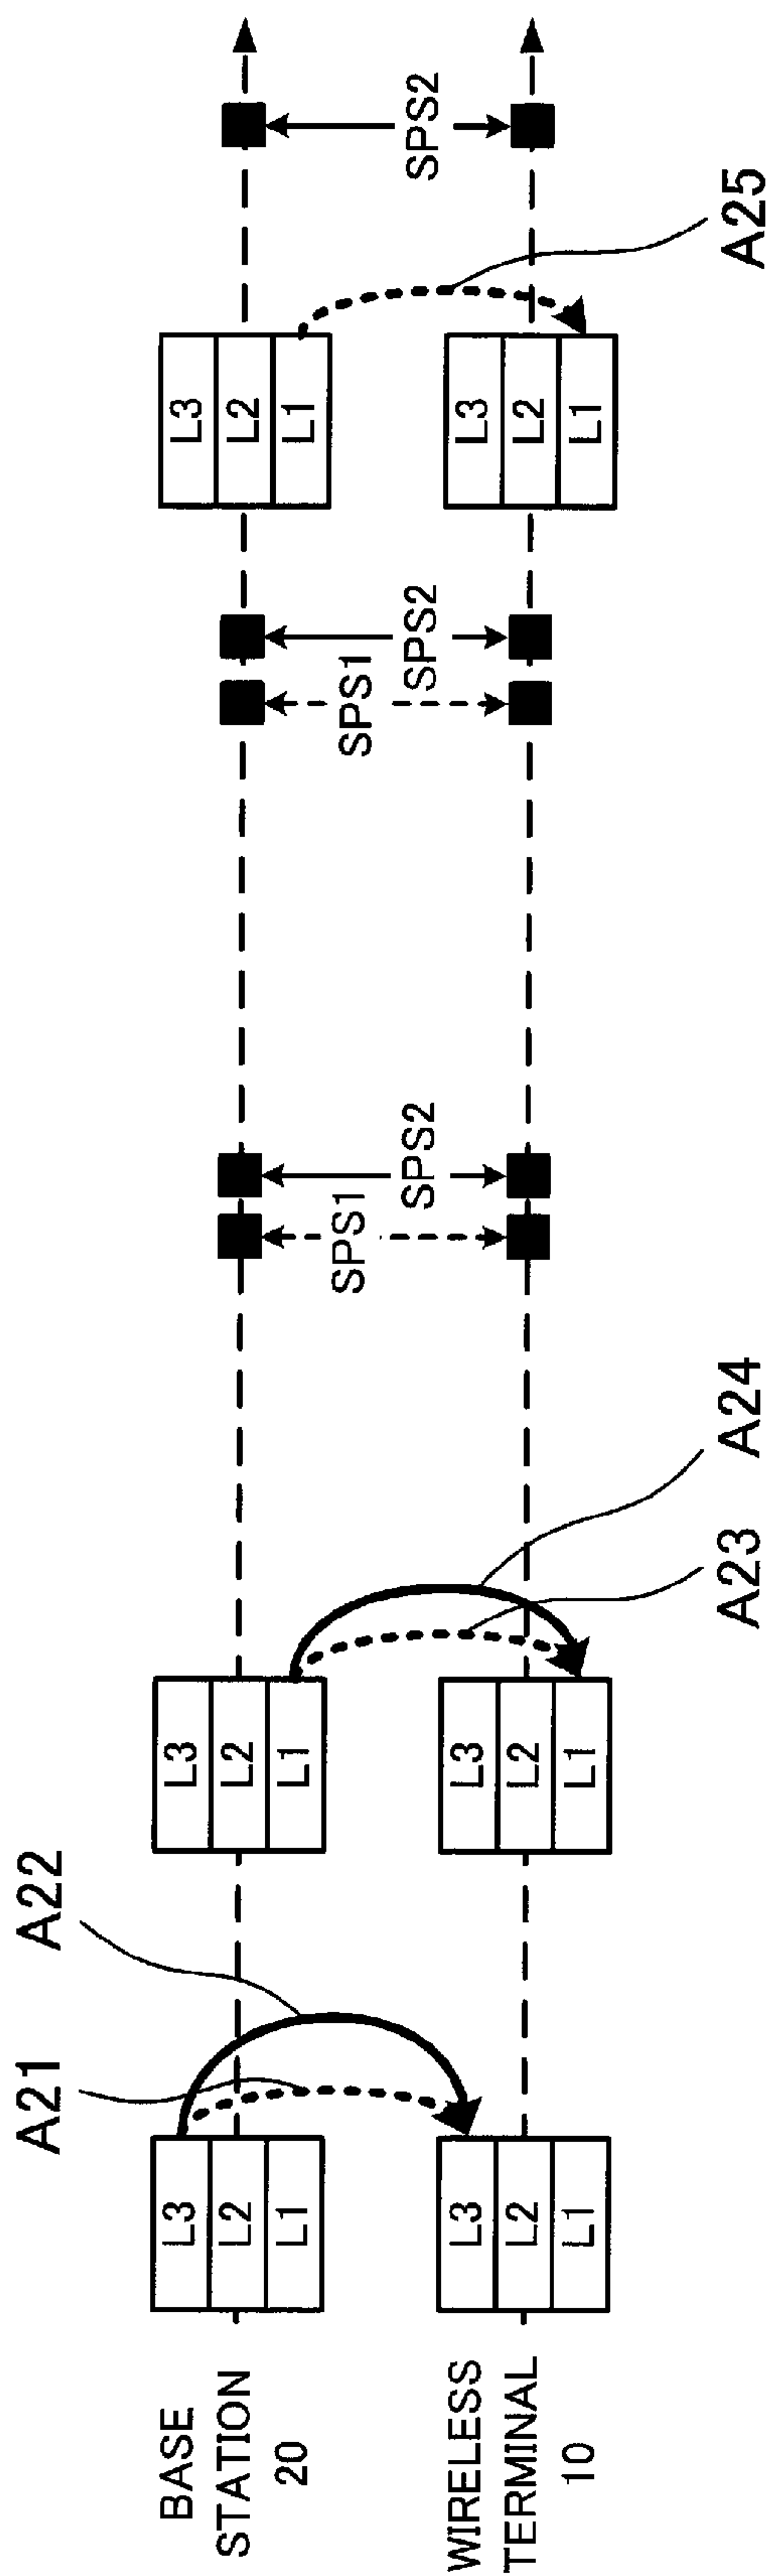 BASE
STATION
20
L3
L2
L1
A21
A22
L3
L2
L1
SPS1
SPS2
SPS1
SPS2
L3
L2
L1
SPS2
WIRELESS
TERMINAL
10
L3
L2
L1
L3
L2
L1
A23
A24
L3
L2
L1
A25